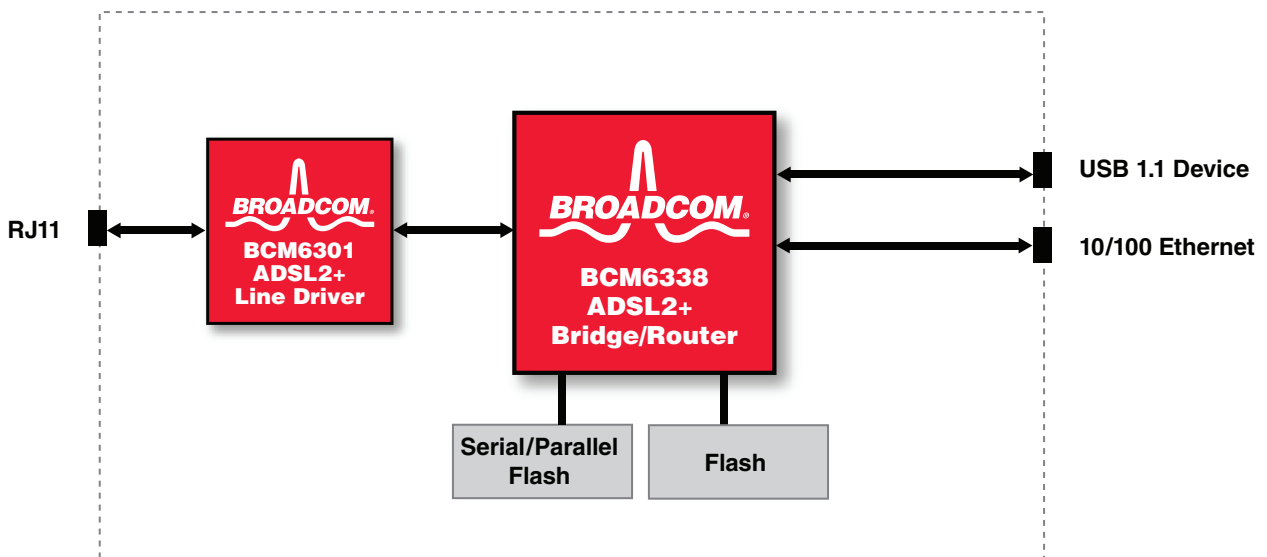 RJ11
BROADCOM®
BCM6301
ADSL2+
Line Driver
BROADCOM®
BCM6338
ADSL2+
Bridge/Router
USB 1.1 Device
10/100 Ethernet
Serial/Parallel
Flash
Flash